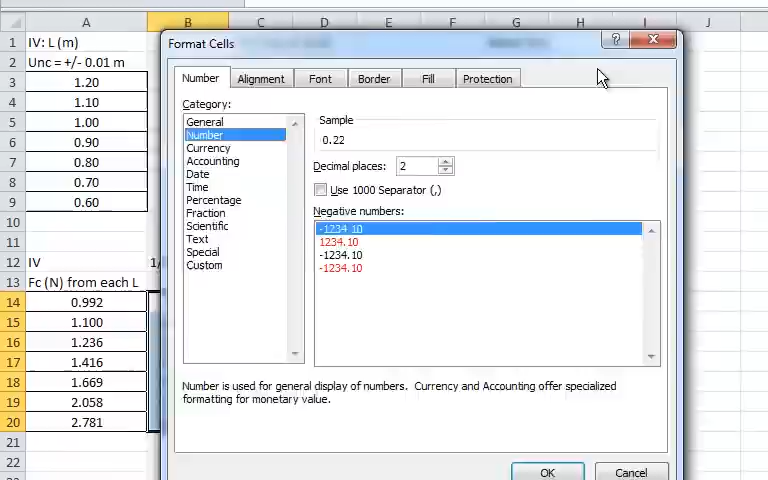 A B C D E F G H I J K
1 IV: L (m)
2 Unc = +/- 0.01 m
3 1.20
4 1.10
5 1.00
6 0.90
7 0.80
8 0.70
9 0.60
10
11
12 IV 1/
13 Fc (N) from each L
14 0.992
15 1.100
16 1.236
17 1.416
18 1.669
19 2.058
20 2.781
21
22
23
Format Cells
?
Number Alignment Font Border Fill Protection
Category:
General
Number
Currency
Accounting
Date
Time
Percentage
Fraction
Scientific
Text
Special
Custom
Sample
0.22
Decimal places: 2
Use 1000 Separator (,)
Negative numbers:
-1234.10
1234.10
-1234.10
-1234.10
Number is used for general display of numbers. Currency and Accounting offer specialized
formatting for monetary value.
OK Cancel